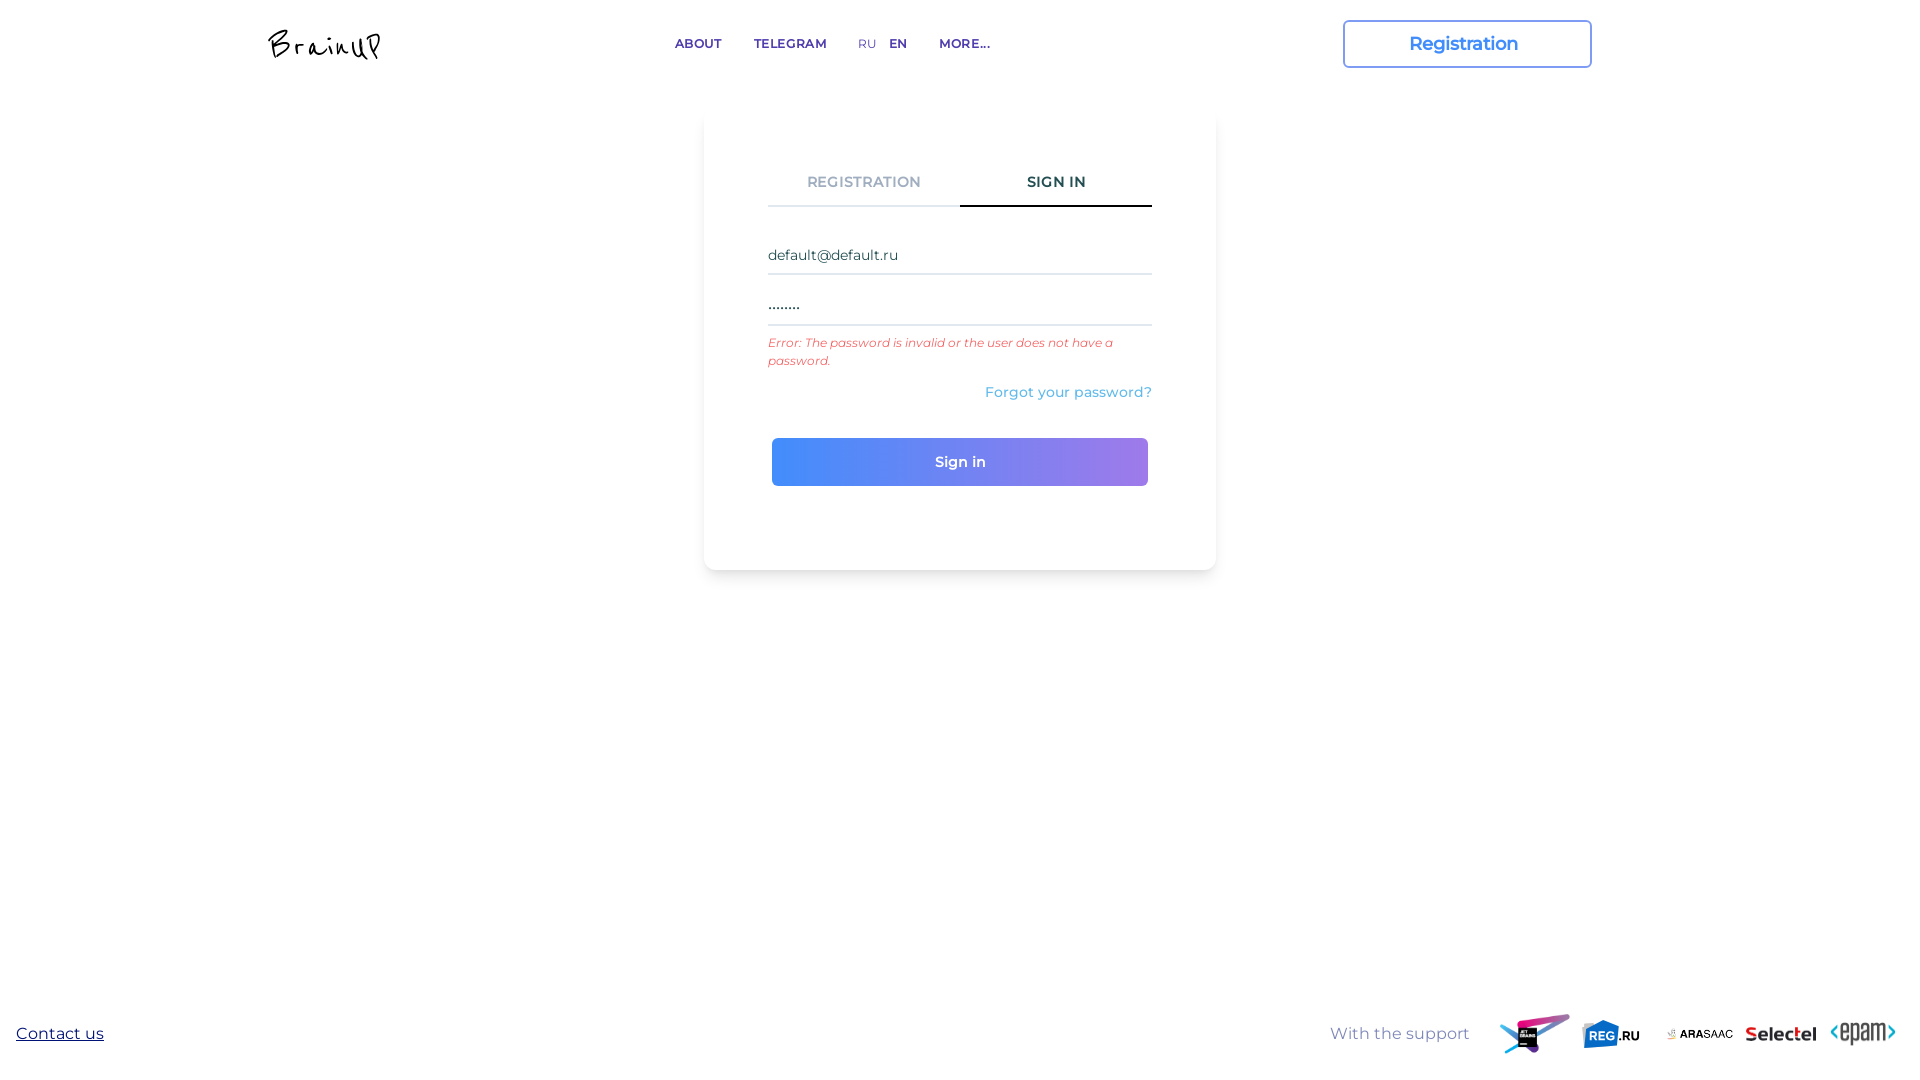 BrainUP
ABOUT TELEGRAM RU EN MORE...
Registration
REGISTRATION SIGN IN
default@default.ru
........
Error: The password is invalid or the user does not have a
password.
Forgot your password?
Sign in
Contact us
With the support
JET BRAINS
REG.RU
ARASAAC
Selectel
<epam>